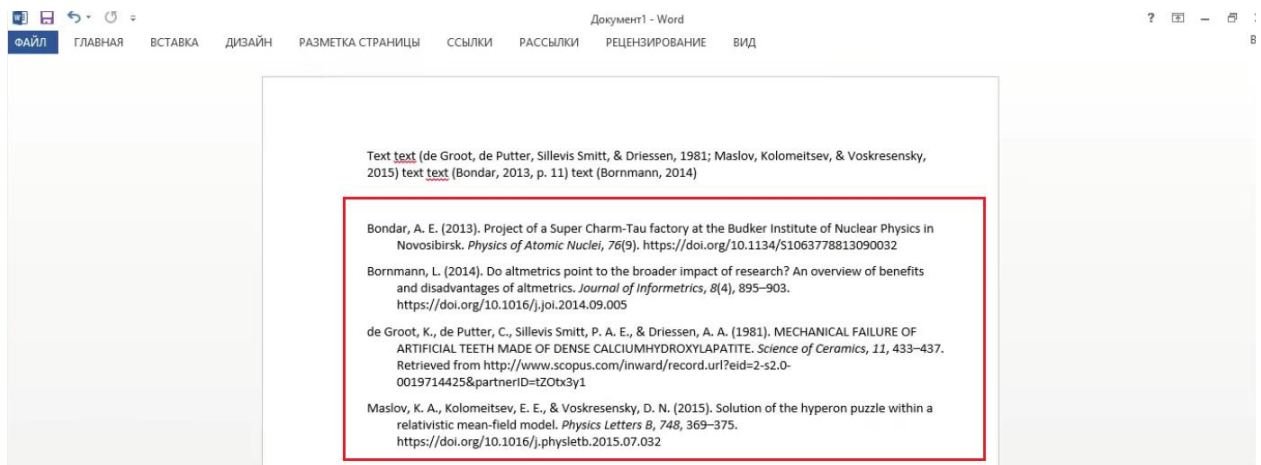 Документ1 - Word
ФАЙЛ ГЛАВНАЯ ВСТАВКА ДИЗАЙН РАЗМЕТКА СТРАНИЦЫ ССЫЛКИ РАССЫЛКИ РЕЦЕНЗИРОВАНИЕ ВИД В
Text text (de Groot, de Putter, Sillevis Smitt, & Driessen, 1981; Maslov, Kolomeitsev, & Voskresensky,
2015) text text (Bondar, 2013, p. 11) text (Bornmann, 2014)
Bondar, A. E. (2013). Project of a Super Charm-Tau factory at the Budker Institute of Nuclear Physics in
Novosibirsk. Physics of Atomic Nuclei, 76(9). https://doi.org/10.1134/S1063778813090032
Bornmann, L. (2014). Do altmetrics point to the broader impact of research? An overview of benefits
and disadvantages of altmetrics. Journal of Informetrics, 8(4), 895–903.
https://doi.org/10.1016/j.joi.2014.09.005
de Groot, K., de Putter, C., Sillevis Smitt, P. A. E., & Driessen, A. A. (1981). MECHANICAL FAILURE OF
ARTIFICIAL TEETH MADE OF DENSE CALCIUMHYDROXYLAPATITE. Science of Ceramics, 11, 433–437.
Retrieved from http://www.scopus.com/inward/record.url?eid=2-s2.0-
0019714425&partnerID=tZOtx3y1
Maslov, K. A., Kolomeitsev, E. E., & Voskresensky, D. N. (2015). Solution of the hyperon puzzle within a
relativistic mean-field model. Physics Letters B, 748, 369–375.
https://doi.org/10.1016/j.physletb.2015.07.032